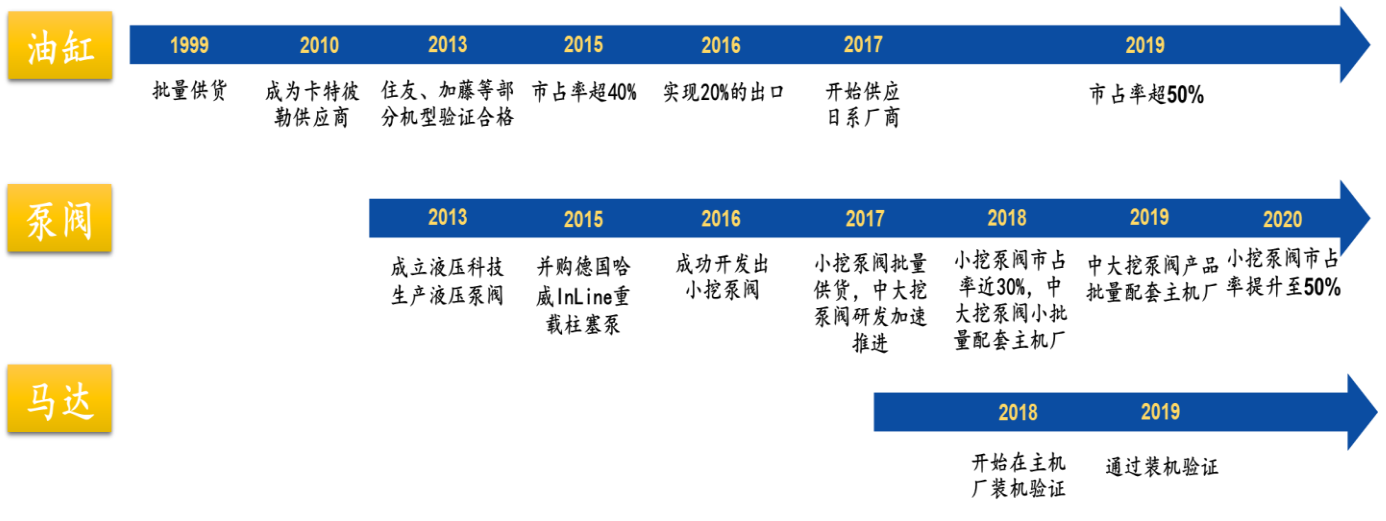 油缸
1999 2010 2013 2015 2016 2017 2019
批量供货
成为卡特彼
勒供应商
住友、加藤等部
分机型验证合格
市占率超40%
实现20%的出口
开始供应
日系厂商
市占率超50%
泵阀
2013 2015 2016 2017 2018 2019 2020
成立液压科技
生产液压泵阀
并购德国哈
威InLine重
载柱塞泵
成功开发出
小挖泵阀
小挖泵阀批量
供货，中大挖
泵阀研发加速
推进
小挖泵阀市占
率近30%，中
大挖泵阀小批
量配套主机厂
中大挖泵阀产品
批量配套主机厂
小挖泵阀市占
率提升至50%
马达
2018 2019
开始在主机
厂装机验证
通过装机验证